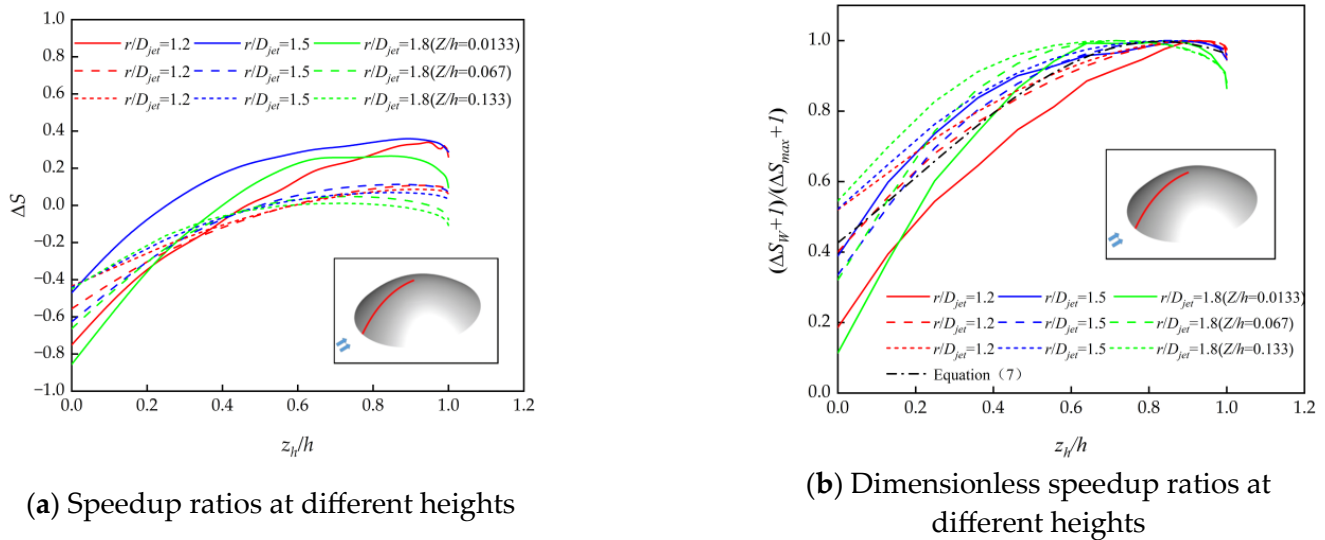 1.0
0.8
0.6
0.4
0.2
0.0
−0.2
−0.4
−0.6
−0.8
−1.0
ΔS
r/Djet=1.2 r/Djet=1.5 r/Djet=1.8(Z/h=0.0133)
r/Djet=1.2 r/Djet=1.5 r/Djet=1.8(Z/h=0.067)
r/Djet=1.2 r/Djet=1.5 r/Djet=1.8(Z/h=0.133)
0.0 0.2 0.4 0.6 0.8 1.0 1.2
zh/h
(a) Speedup ratios at different heights
1.0
0.8
0.6
0.4
0.2
0.0
(ΔSW+1)/(ΔSmax+1)
r/Djet=1.2 r/Djet=1.5 r/Djet=1.8(Z/h=0.0133)
r/Djet=1.2 r/Djet=1.5 r/Djet=1.8(Z/h=0.067)
r/Djet=1.2 r/Djet=1.5 r/Djet=1.8(Z/h=0.133)
Equation（7）
0.0 0.2 0.4 0.6 0.8 1.0 1.2
zh/h
(b) Dimensionless speedup ratios at
different heights